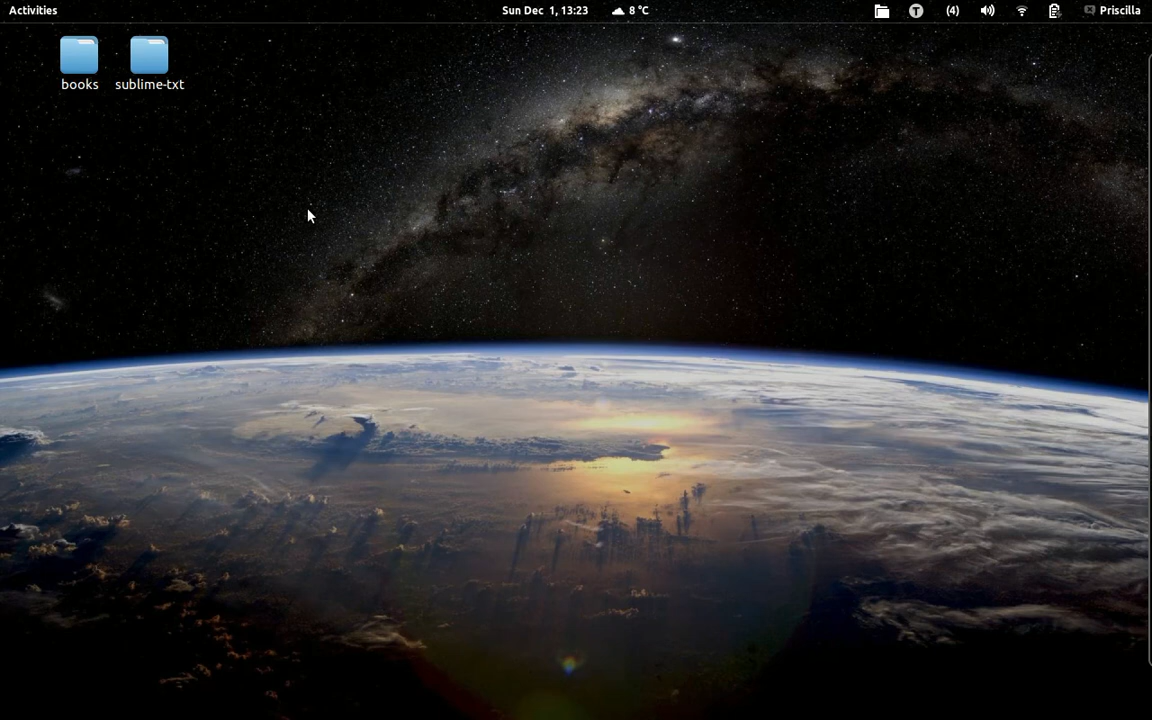 Activities Sun Dec 1, 13:23 8 °C T (4) Priscilla
books sublime-txt